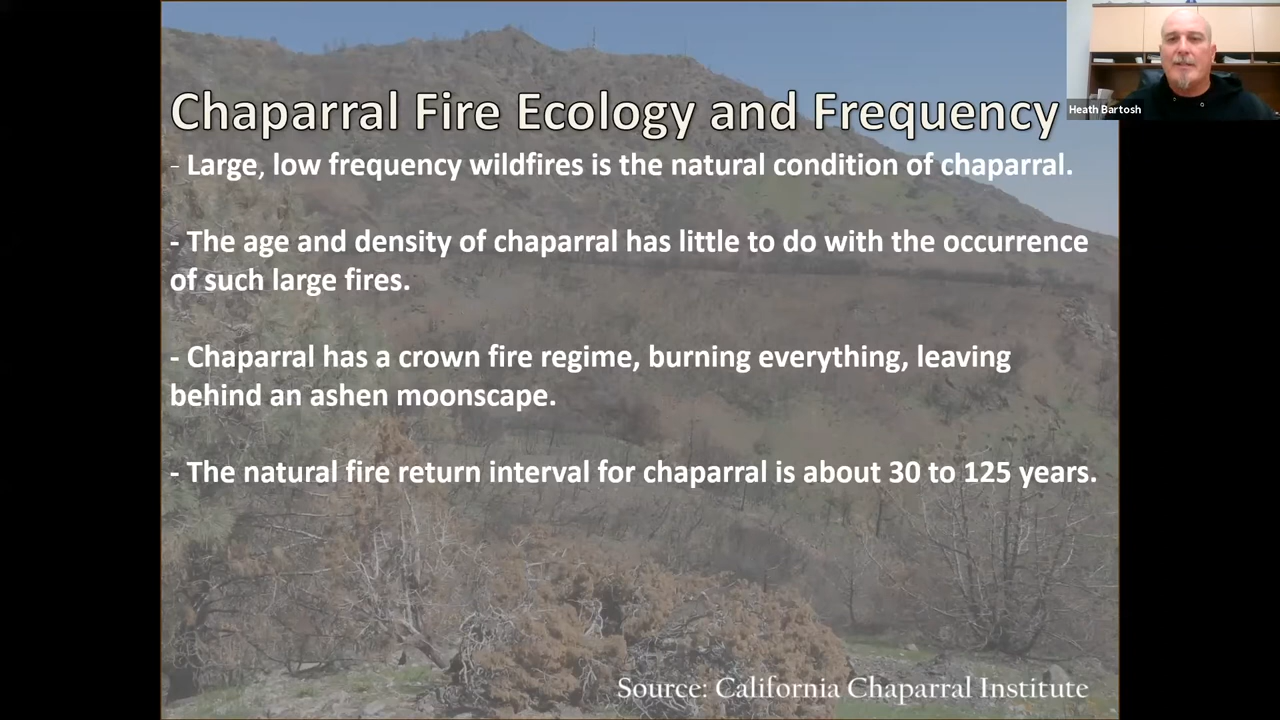 Chaparral Fire Ecology and Frequency
Heath Bartosh
- Large, low frequency wildfires is the natural condition of chaparral.
- The age and density of chaparral has little to do with the occurrence
of such large fires.
- Chaparral has a crown fire regime, burning everything, leaving
behind an ashen moonscape.
- The natural fire return interval for chaparral is about 30 to 125 years.
Source: California Chaparral Institute